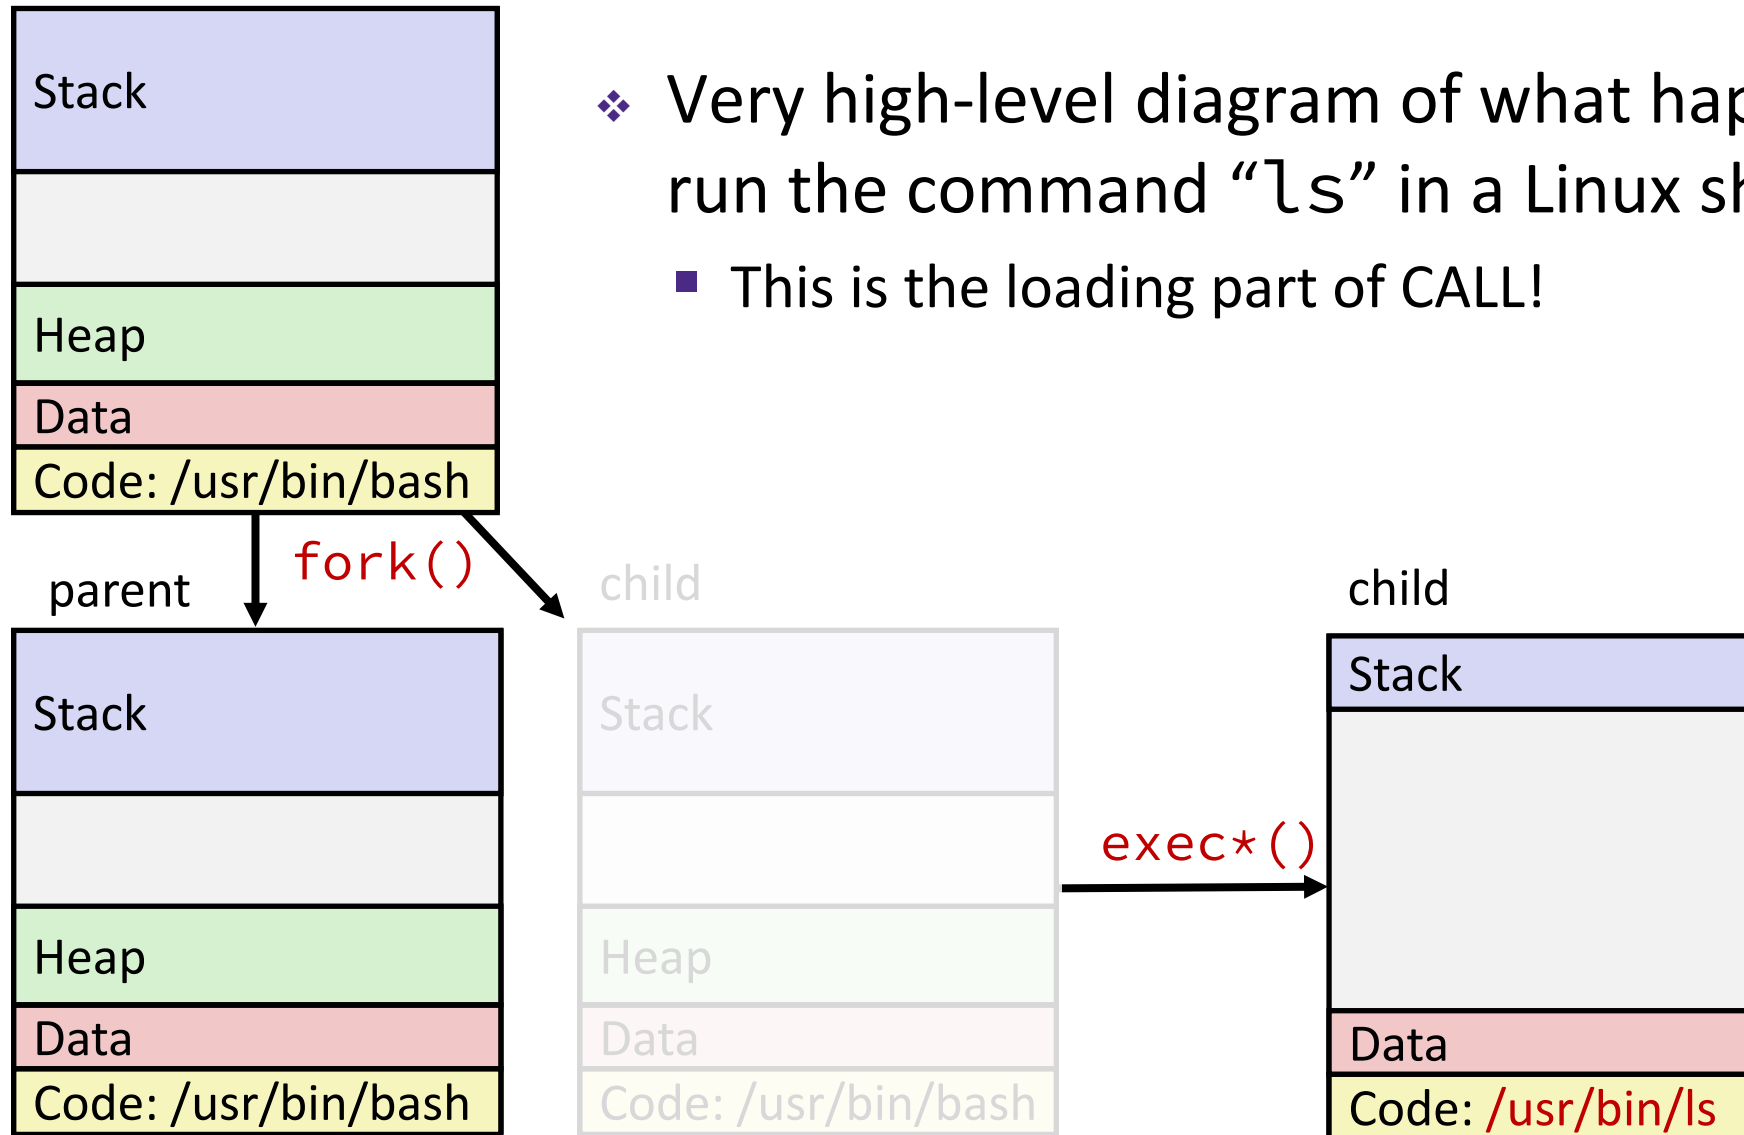 Stack
Heap
Data
Code: /usr/bin/bash
❖ Very high-level diagram of what hap
run the command “ls” in a Linux sh
▪ This is the loading part of CALL!
fork()
parent
Stack
Heap
Data
Code: /usr/bin/bash
child
Stack
Heap
Data
Code: /usr/bin/bash
exec*()
child
Stack
Data
Code: /usr/bin/ls